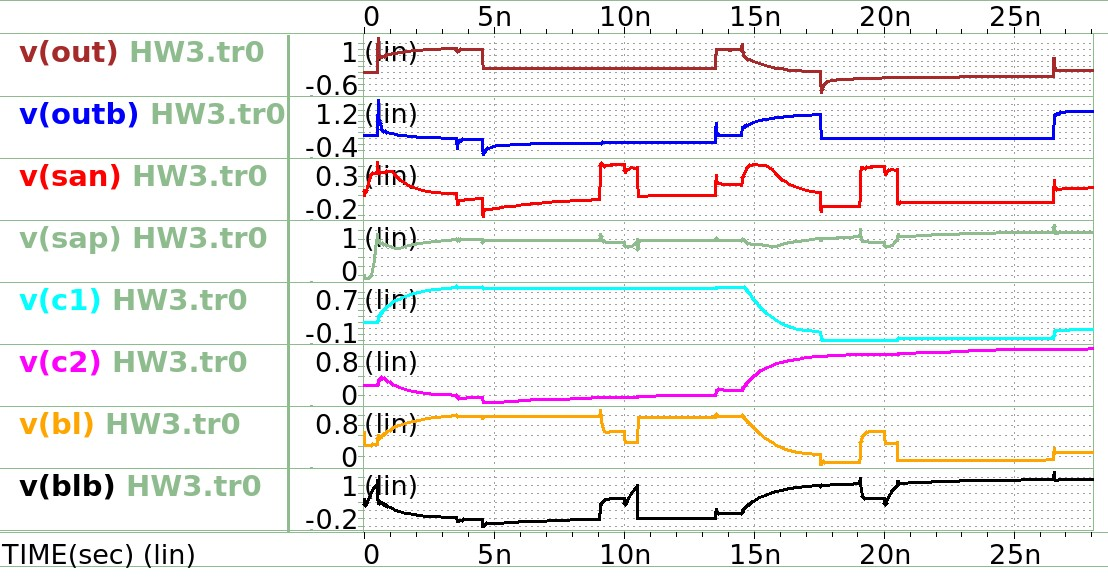 0 5n 10n 15n 20n 25n
v(out) HW3.tr0 1 (lin)
-0.6
v(outb) HW3.tr0 1.2 (lin)
-0.4
v(san) HW3.tr0 0.3 (lin)
-0.2
v(sap) HW3.tr0 1 (lin)
0
v(c1) HW3.tr0 0.7 (lin)
-0.1
v(c2) HW3.tr0 0.8 (lin)
0
v(bl) HW3.tr0 0.8 (lin)
0
v(blb) HW3.tr0 1 (lin)
-0.2
TIME(sec) (lin) 0 5n 10n 15n 20n 25n